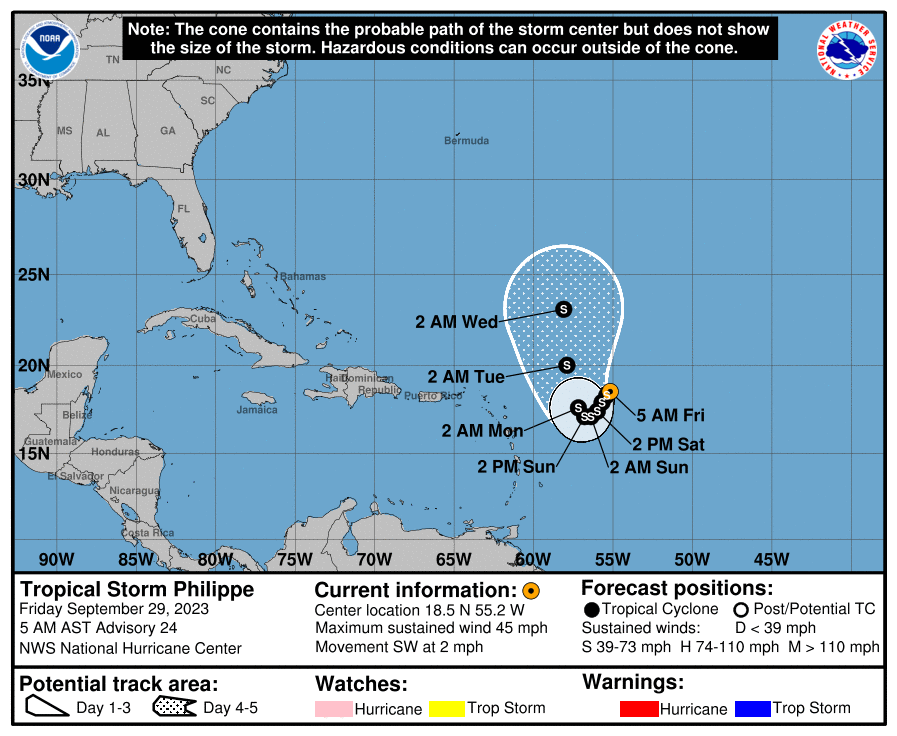 Note: The cone contains the probable path of the storm center but does not show
the size of the storm. Hazardous conditions can occur outside of the cone.
NOAA
NATIONAL WEATHER SERVICE
TN
NC
35N
SC
MS
AL
GA
Bermuda
30N
FL
25N
Bahamas
Cuba
2 AM Wed
20N
Mexico
2 AM Tue
Haiti
Dominican
Republic
Puerto Rico
Jamaica
Belize
5 AM Fri
2 AM Mon
2 PM Sat
Guatemala
15N
Honduras
2 PM Sun
2 AM Sun
El Salvador
Nicaragua
Costa Rica
S
S
S
S
S
S
S
90W 85W 80W 75W 70W 65W 60W 55W 50W 45W
Tropical Storm Philippe
Friday September 29, 2023
5 AM AST Advisory 24
NWS National Hurricane Center
Current information:
Center location 18.5 N 55.2 W
Maximum sustained wind 45 mph
Movement SW at 2 mph
Forecast positions:
Tropical Cyclone Post/Potential TC
Sustained winds: D < 39 mph
S 39-73 mph H 74-110 mph M > 110 mph
Potential track area:
Day 1-3 Day 4-5
Watches:
Hurricane Trop Storm
Warnings:
Hurricane Trop Storm